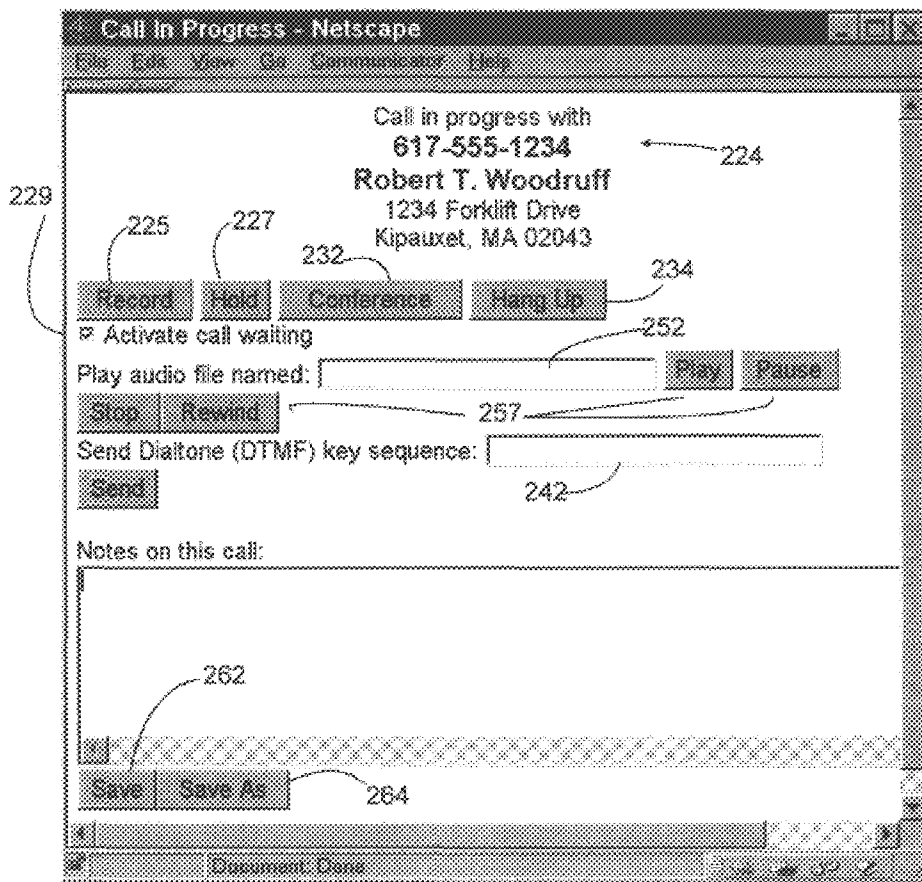 Call In Progress - Netscape
File Edit View Go Communicator Help
Call in progress with
617-555-1234
224
Robert T. Woodruff
1234 Forklift Drive
Kipauxet, MA 02043
229
225
227
232
234
Record Hold Conference Hang Up
Activate call waiting
252
Play audio file named: Play Pause
Stop Rewind
257
Send Dialtone (DTMF) key sequence:
242
Send
Notes on this call:
262
Save Save As
264
Document: Done